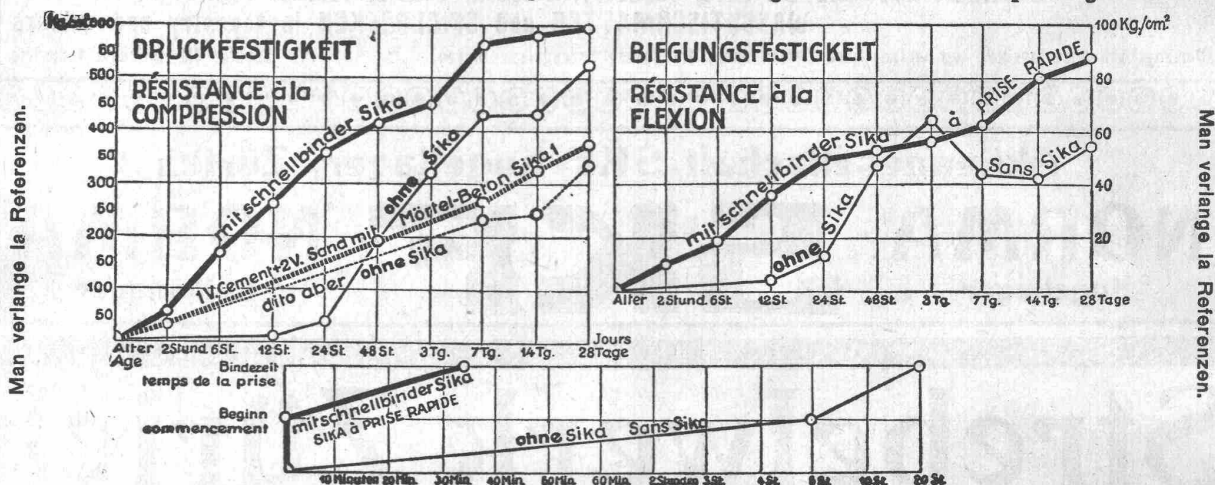 DRUCKFESTIGKEIT
RÉSISTANCE à la
COMPRESSION
600
500
50
400
50
300
50
200
60
100
50
mit schnellbinder Sika
ohne Sika
1 V. Cement + 2 V. Sand mit Mörtel-Beton Sika 1
dito aber ohne Sika
Alter 2 Stund. 6 St. 12 St. 24 St. 48 St. 3 Tg. 7 Tg. 14 Tg. 28 Tage
Age
Jours
BIEGUNGSFESTIGKEIT
RÉSISTANCE à la
FLEXION
100 Kg/cm²
80
60
40
20
mit schnellbinder Sika à PRISE RAPIDE
ohne Sika
Sans Sika
Alter 2 Stund. 6 St. 12 St. 24 St. 48 St. 3 Tg. 7 Tg. 14 Tg. 28 Tage
Bindezeit
temps de la prise
Beginn
commencement
mit schnellbinder Sika
SIKA à PRISE RAPIDE
ohne Sika Sans Sika
10 Minutes 20 Min. 30 Min. 40 Min. 50 Min. 60 Min. 2 Stunden 3 St. 4 St. 20 St.
Man verlange la Referenzen.
Man verlange la Referenzen.